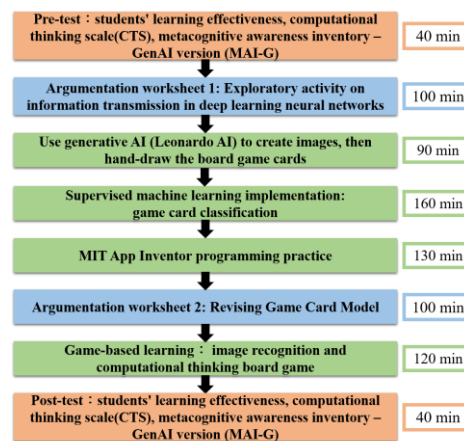 Pre-test：students' learning effectiveness, computational
thinking scale(CTS), metacognitive awareness inventory –
GenAI version (MAI-G)
40 min
Argumentation worksheet 1: Exploratory activity on
information transmission in deep learning neural networks
100 min
Use generative AI (Leonardo AI) to create images, then
hand-draw the board game cards
90 min
Supervised machine learning implementation:
game card classification
160 min
MIT App Inventor programming practice
130 min
Argumentation worksheet 2: Revising Game Card Model
100 min
Game-based learning：image recognition and
computational thinking board game
120 min
Post-test：students' learning effectiveness, computational
thinking scale(CTS), metacognitive awareness inventory –
GenAI version (MAI-G)
40 min